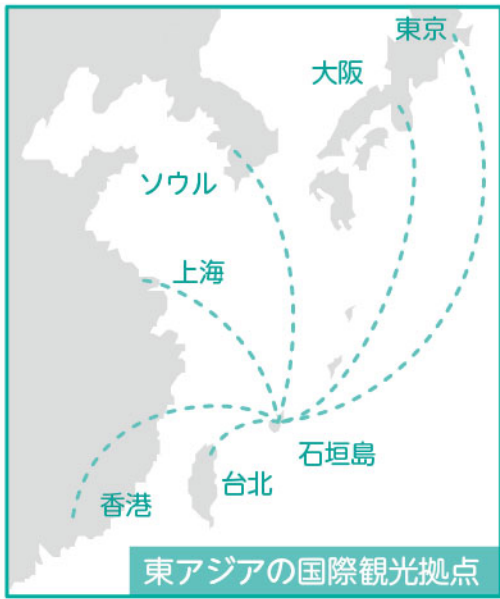 東京
大阪
ソウル
上海
石垣島
台北
香港
東アジアの国際観光拠点